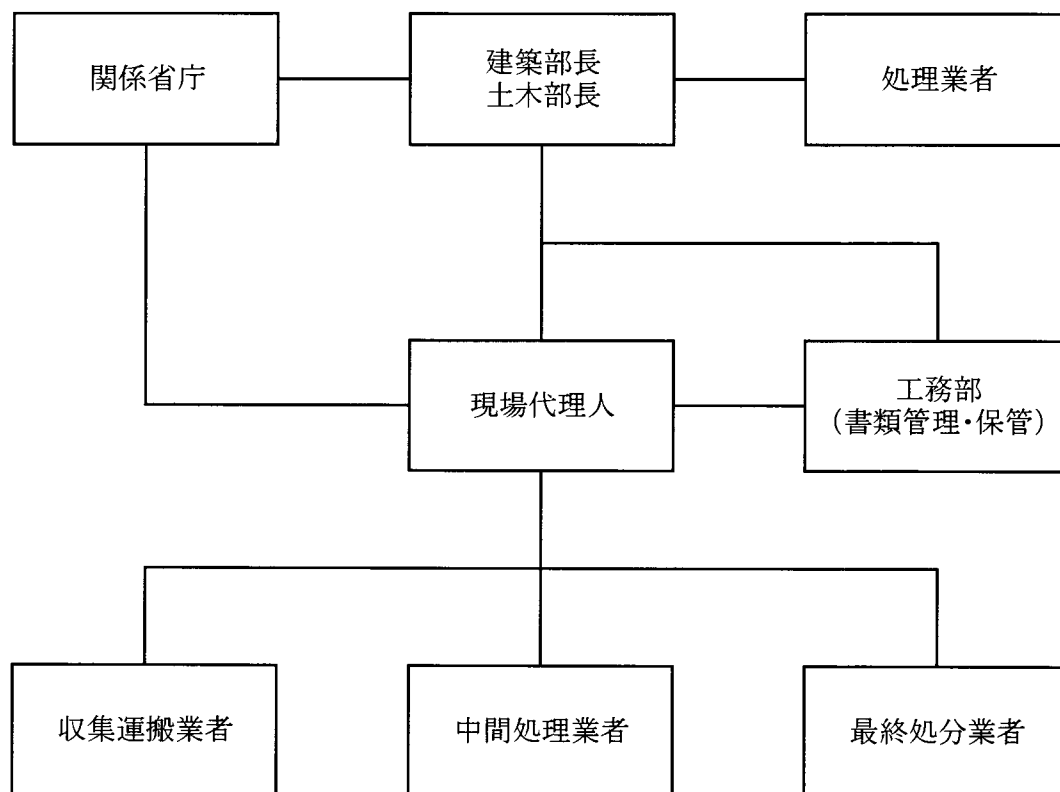 関係省庁
建築部長
土木部長
処理業者
現場代理人
工務部
(書類管理・保管)
収集運搬業者
中間処理業者
最終処分業者